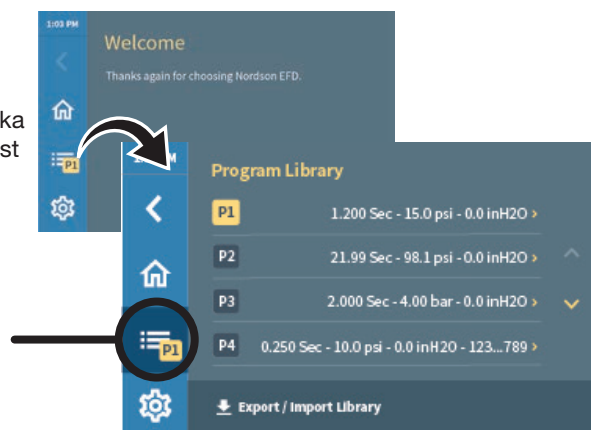 1:03 PM
Welcome
Thanks again for choosing Nordson EFD.
P1
Program Library
P1 1.200 Sec - 15.0 psi - 0.0 inH2O >
P2 21.99 Sec - 98.1 psi - 0.0 inH2O >
P3 2.000 Sec - 4.00 bar - 0.0 inH2O >
P1
P4 0.250 Sec - 10.0 psi - 0.0 inH2O - 123...789 >
Export / Import Library